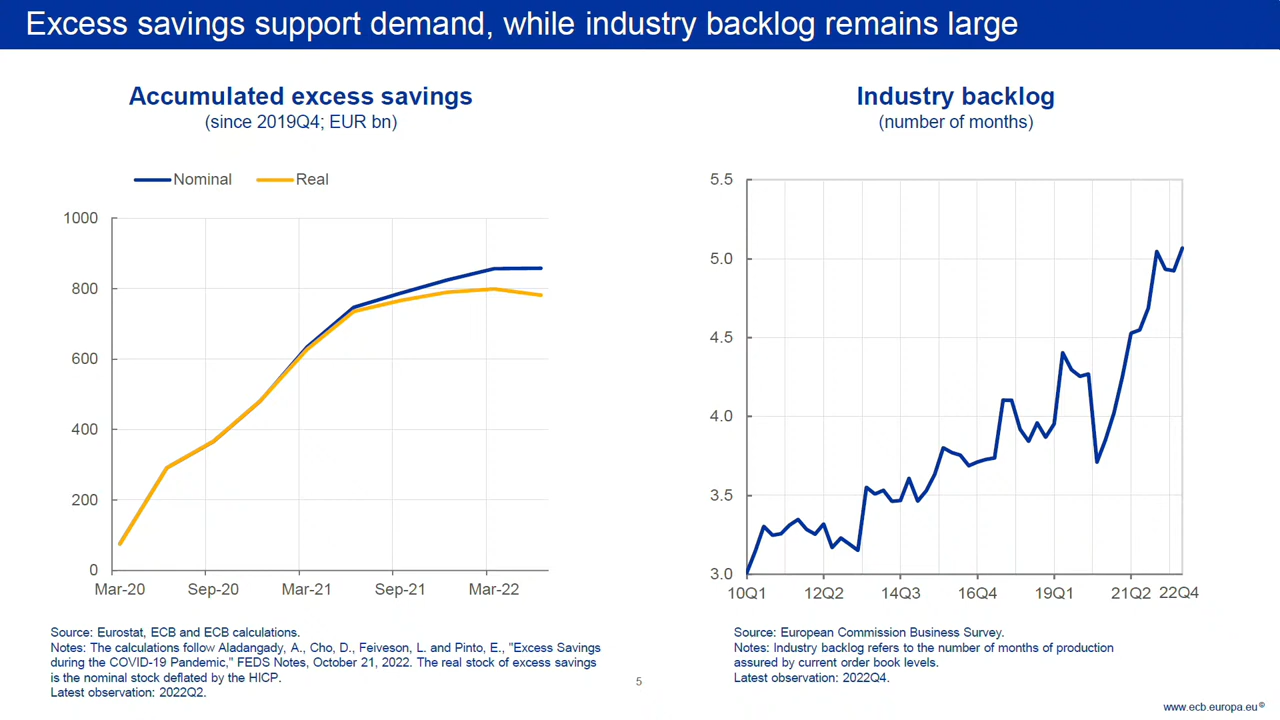 Excess savings support demand, while industry backlog remains large
Accumulated excess savings
(since 2019Q4; EUR bn)
Nominal
Real
1000
800
600
400
200
0
Mar-20 Sep-20 Mar-21 Sep-21 Mar-22
Source: Eurostat, ECB and ECB calculations.
Notes: The calculations follow Aladangady, A., Cho, D., Feiveson, L. and Pinto, E., "Excess Savings
during the COVID-19 Pandemic," FEDS Notes, October 21, 2022. The real stock of excess savings
is the nominal stock deflated by the HICP.
Latest observation: 2022Q2.
Industry backlog
(number of months)
5.5
5.0
4.5
4.0
3.5
3.0
10Q1 12Q2 14Q3 16Q4 19Q1 21Q2 22Q4
Source: European Commission Business Survey.
Notes: Industry backlog refers to the number of months of production
assured by current order book levels.
Latest observation: 2022Q4.
5
www.ecb.europa.eu ©